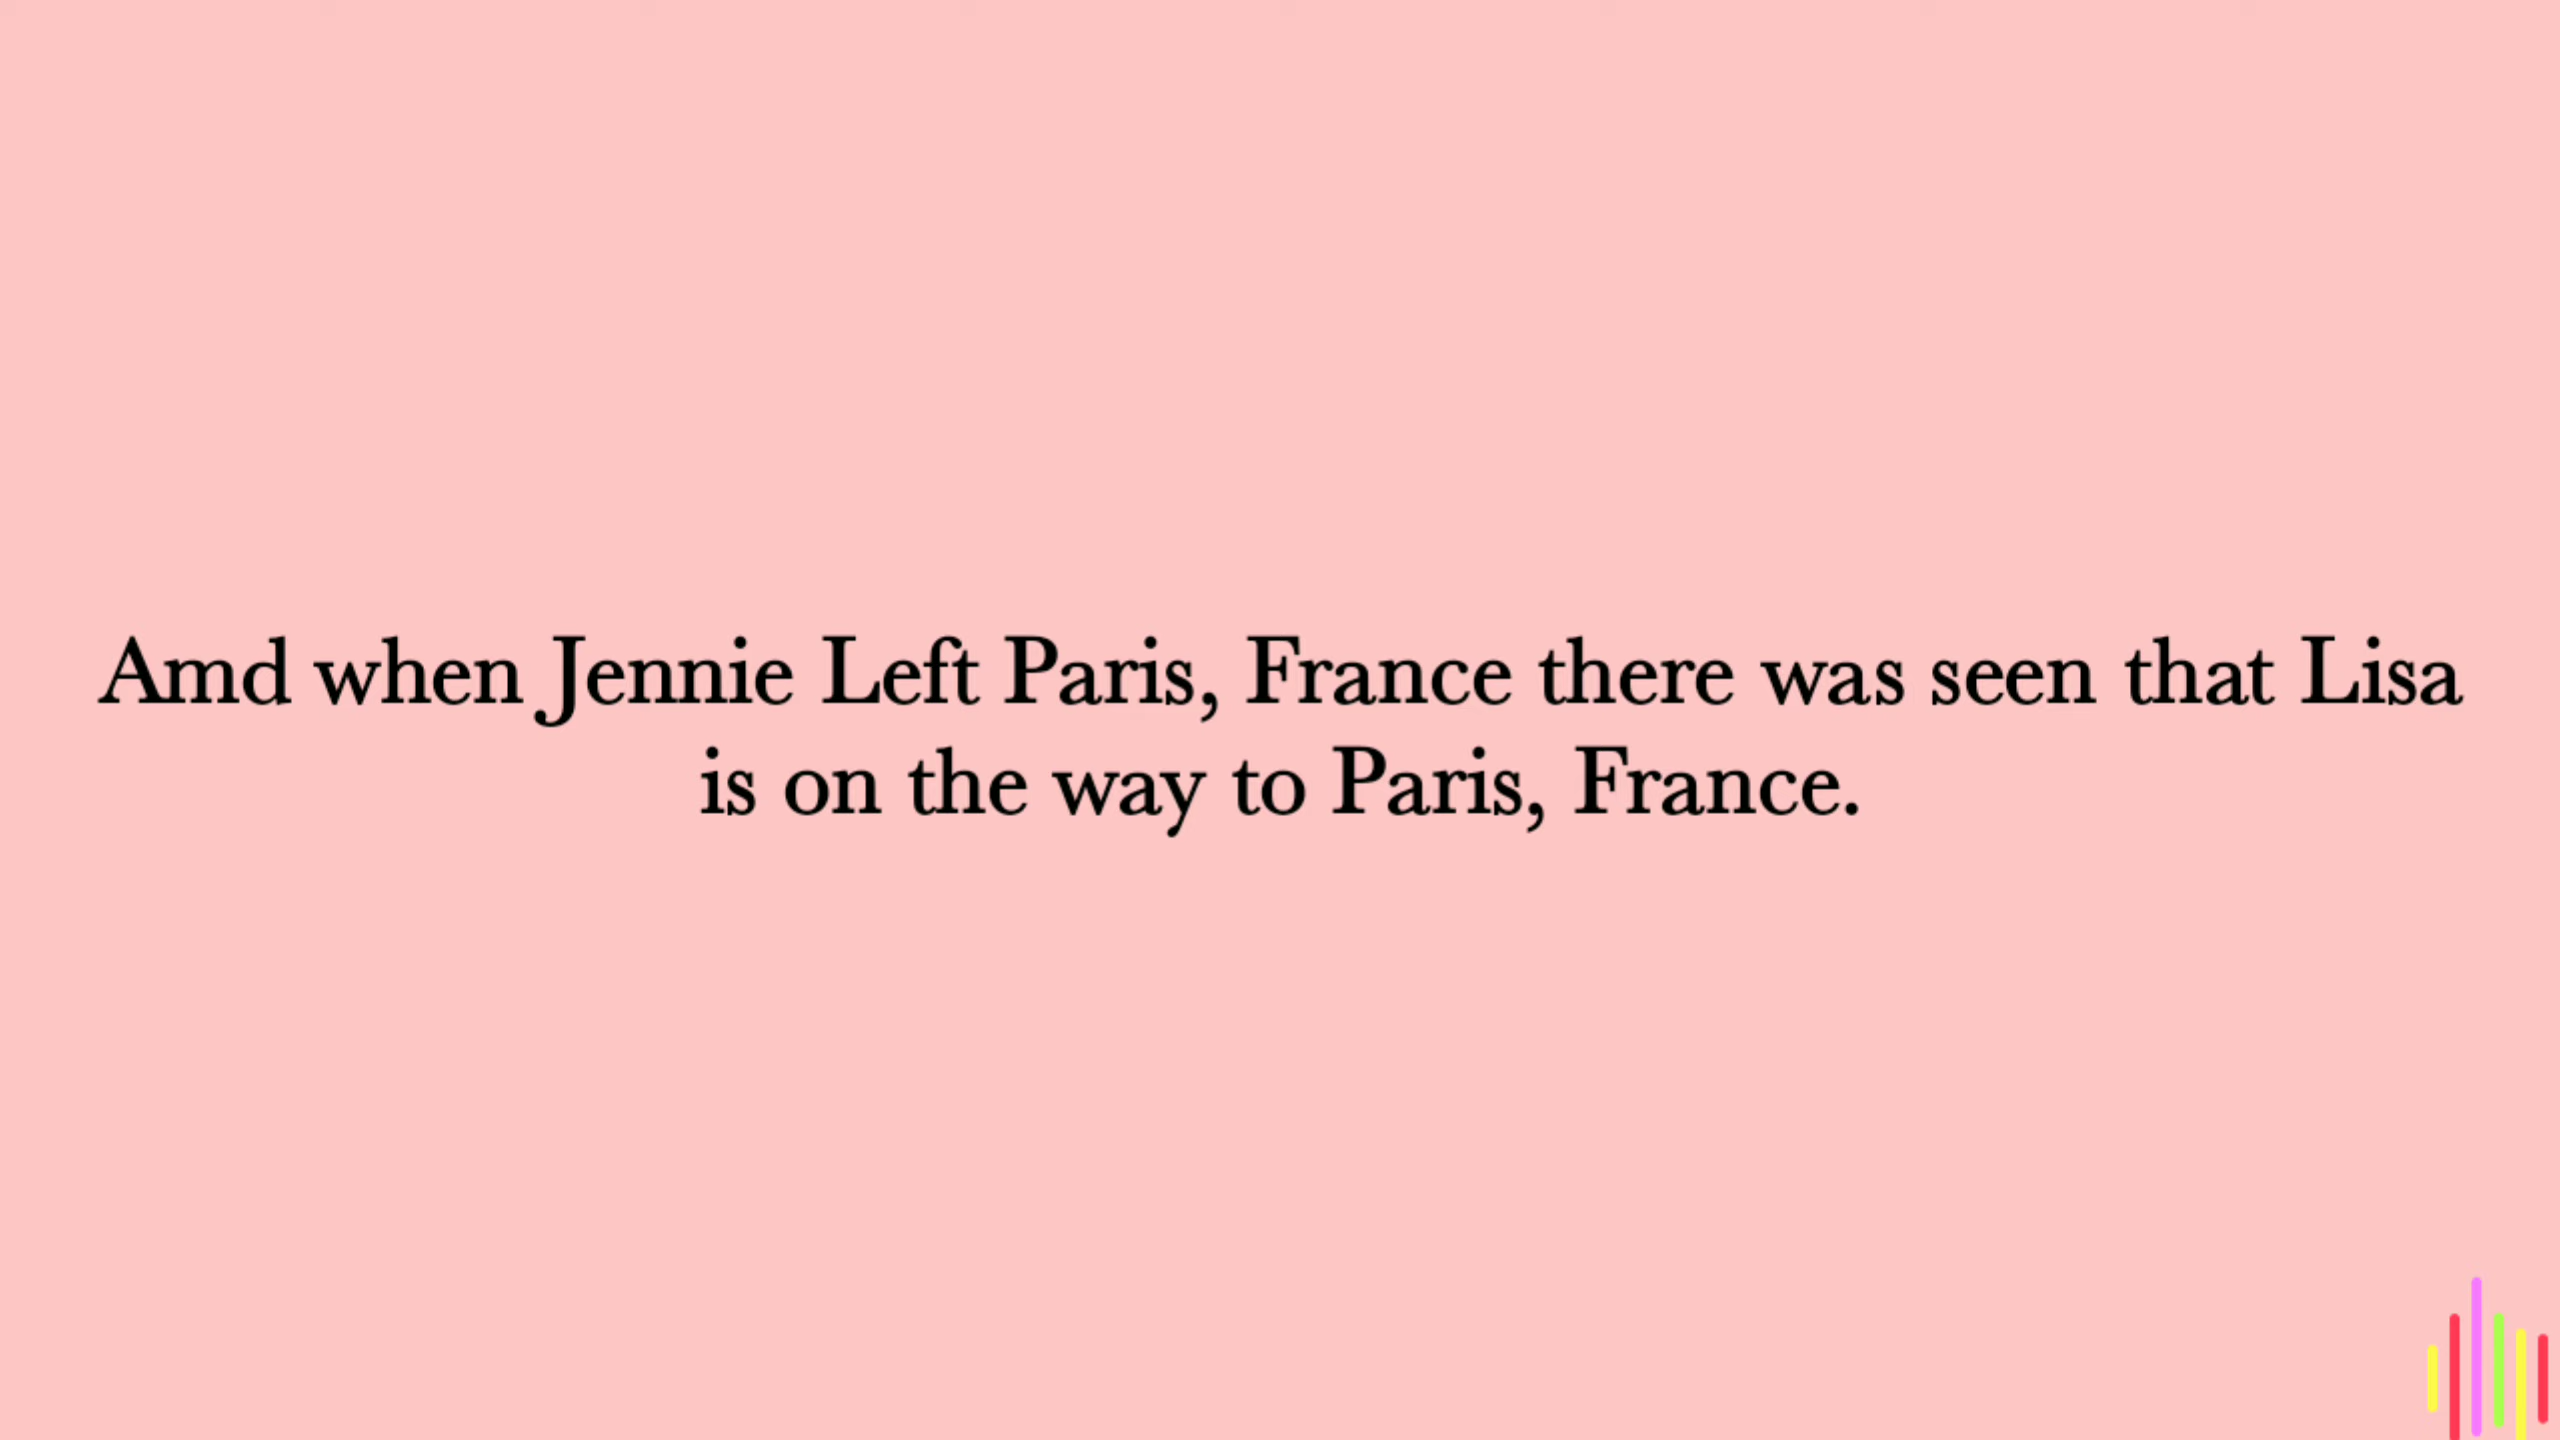 Amd when Jennie Left Paris, France there was seen that Lisa
is on the way to Paris, France.